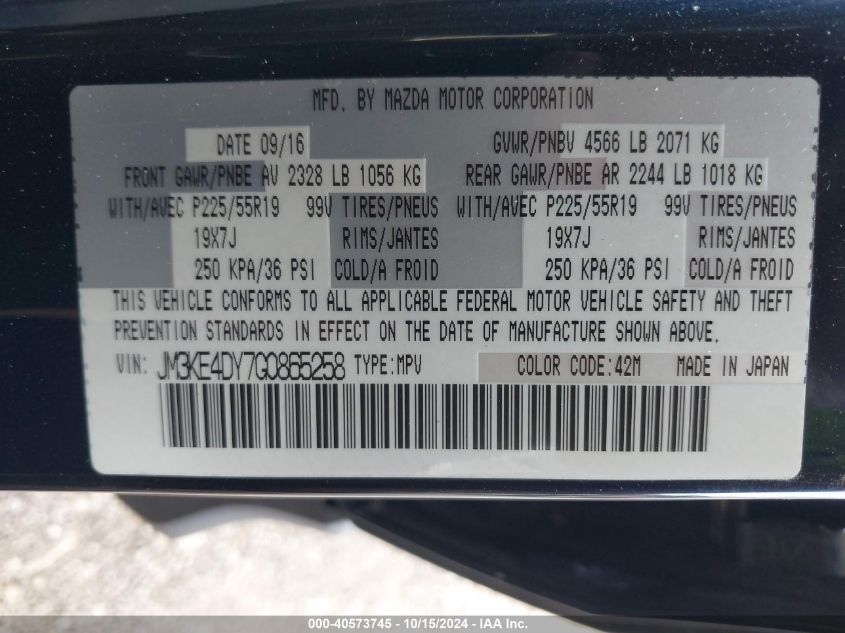 MFD. BY MAZDA MOTOR CORPORATION
DATE 09/16 GVWR/PNBV 4566 LB 2071 KG
FRONT GAWR/PNBE AV 2328 LB 1056 KG REAR GAWR/PNBE AR 2244 LB 1018 KG
WITH/AVEC P225/55R19 99V TIRES/PNEUS WITH/AVEC P225/55R19 99V TIRES/PNEUS
19X7J RIMS/JANTES 19X7J RIMS/JANTES
250 KPA/36 PSI COLD/A FROID 250 KPA/36 PSI COLD/A FROID
THIS VEHICLE CONFORMS TO ALL APPLICABLE FEDERAL MOTOR VEHICLE SAFETY AND THEFT
PREVENTION STANDARDS IN EFFECT ON THE DATE OF MANUFACTURE SHOWN ABOVE.
VIN: JM3KE4DY7G0865258 TYPE:MPV COLOR CODE:42M MADE IN JAPAN
000-40573745 - 10/15/2024 - IAA Inc.